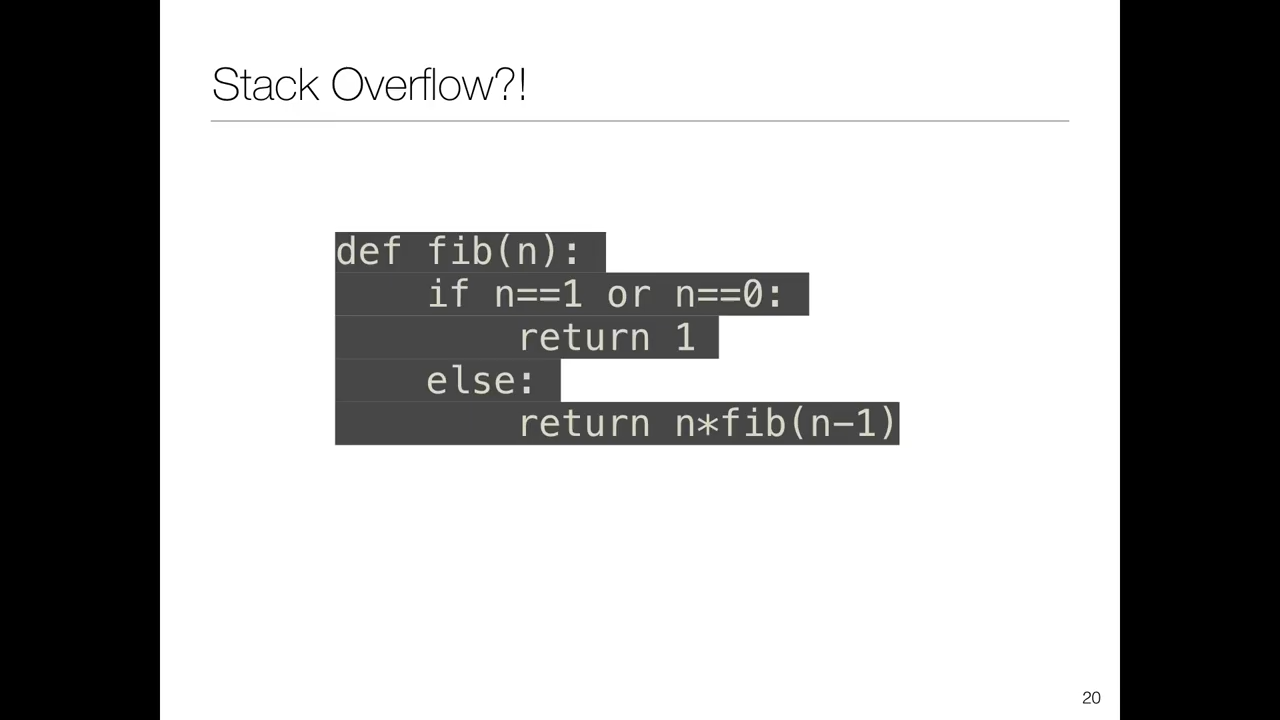 Stack Overflow?!
def fib(n):
    if n==1 or n==0:
        return 1
    else:
        return n*fib(n-1)
20